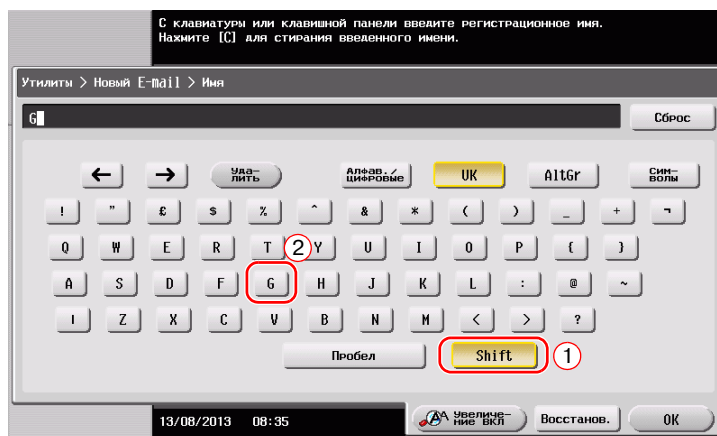 С клавиатуры или клавишной панели введите регистрационное имя.
Нажмите [C] для стирания введенного имени.
Утилиты > Новый E-mail > Имя
G
Сброс
← → Уда-
лить
Алфав./
цифровые
UK AltGr Сим-
волы
! " £ $ % ^ & * ( ) _ + ¬
Q W E R T Y U I O P { }
2
A S D F G H J K L : @ ~
| Z X C V B N M < > ?
Пробел Shift 1
13/08/2013 08:35
Увеличе-
ние ВКЛ
Восстанов. OK